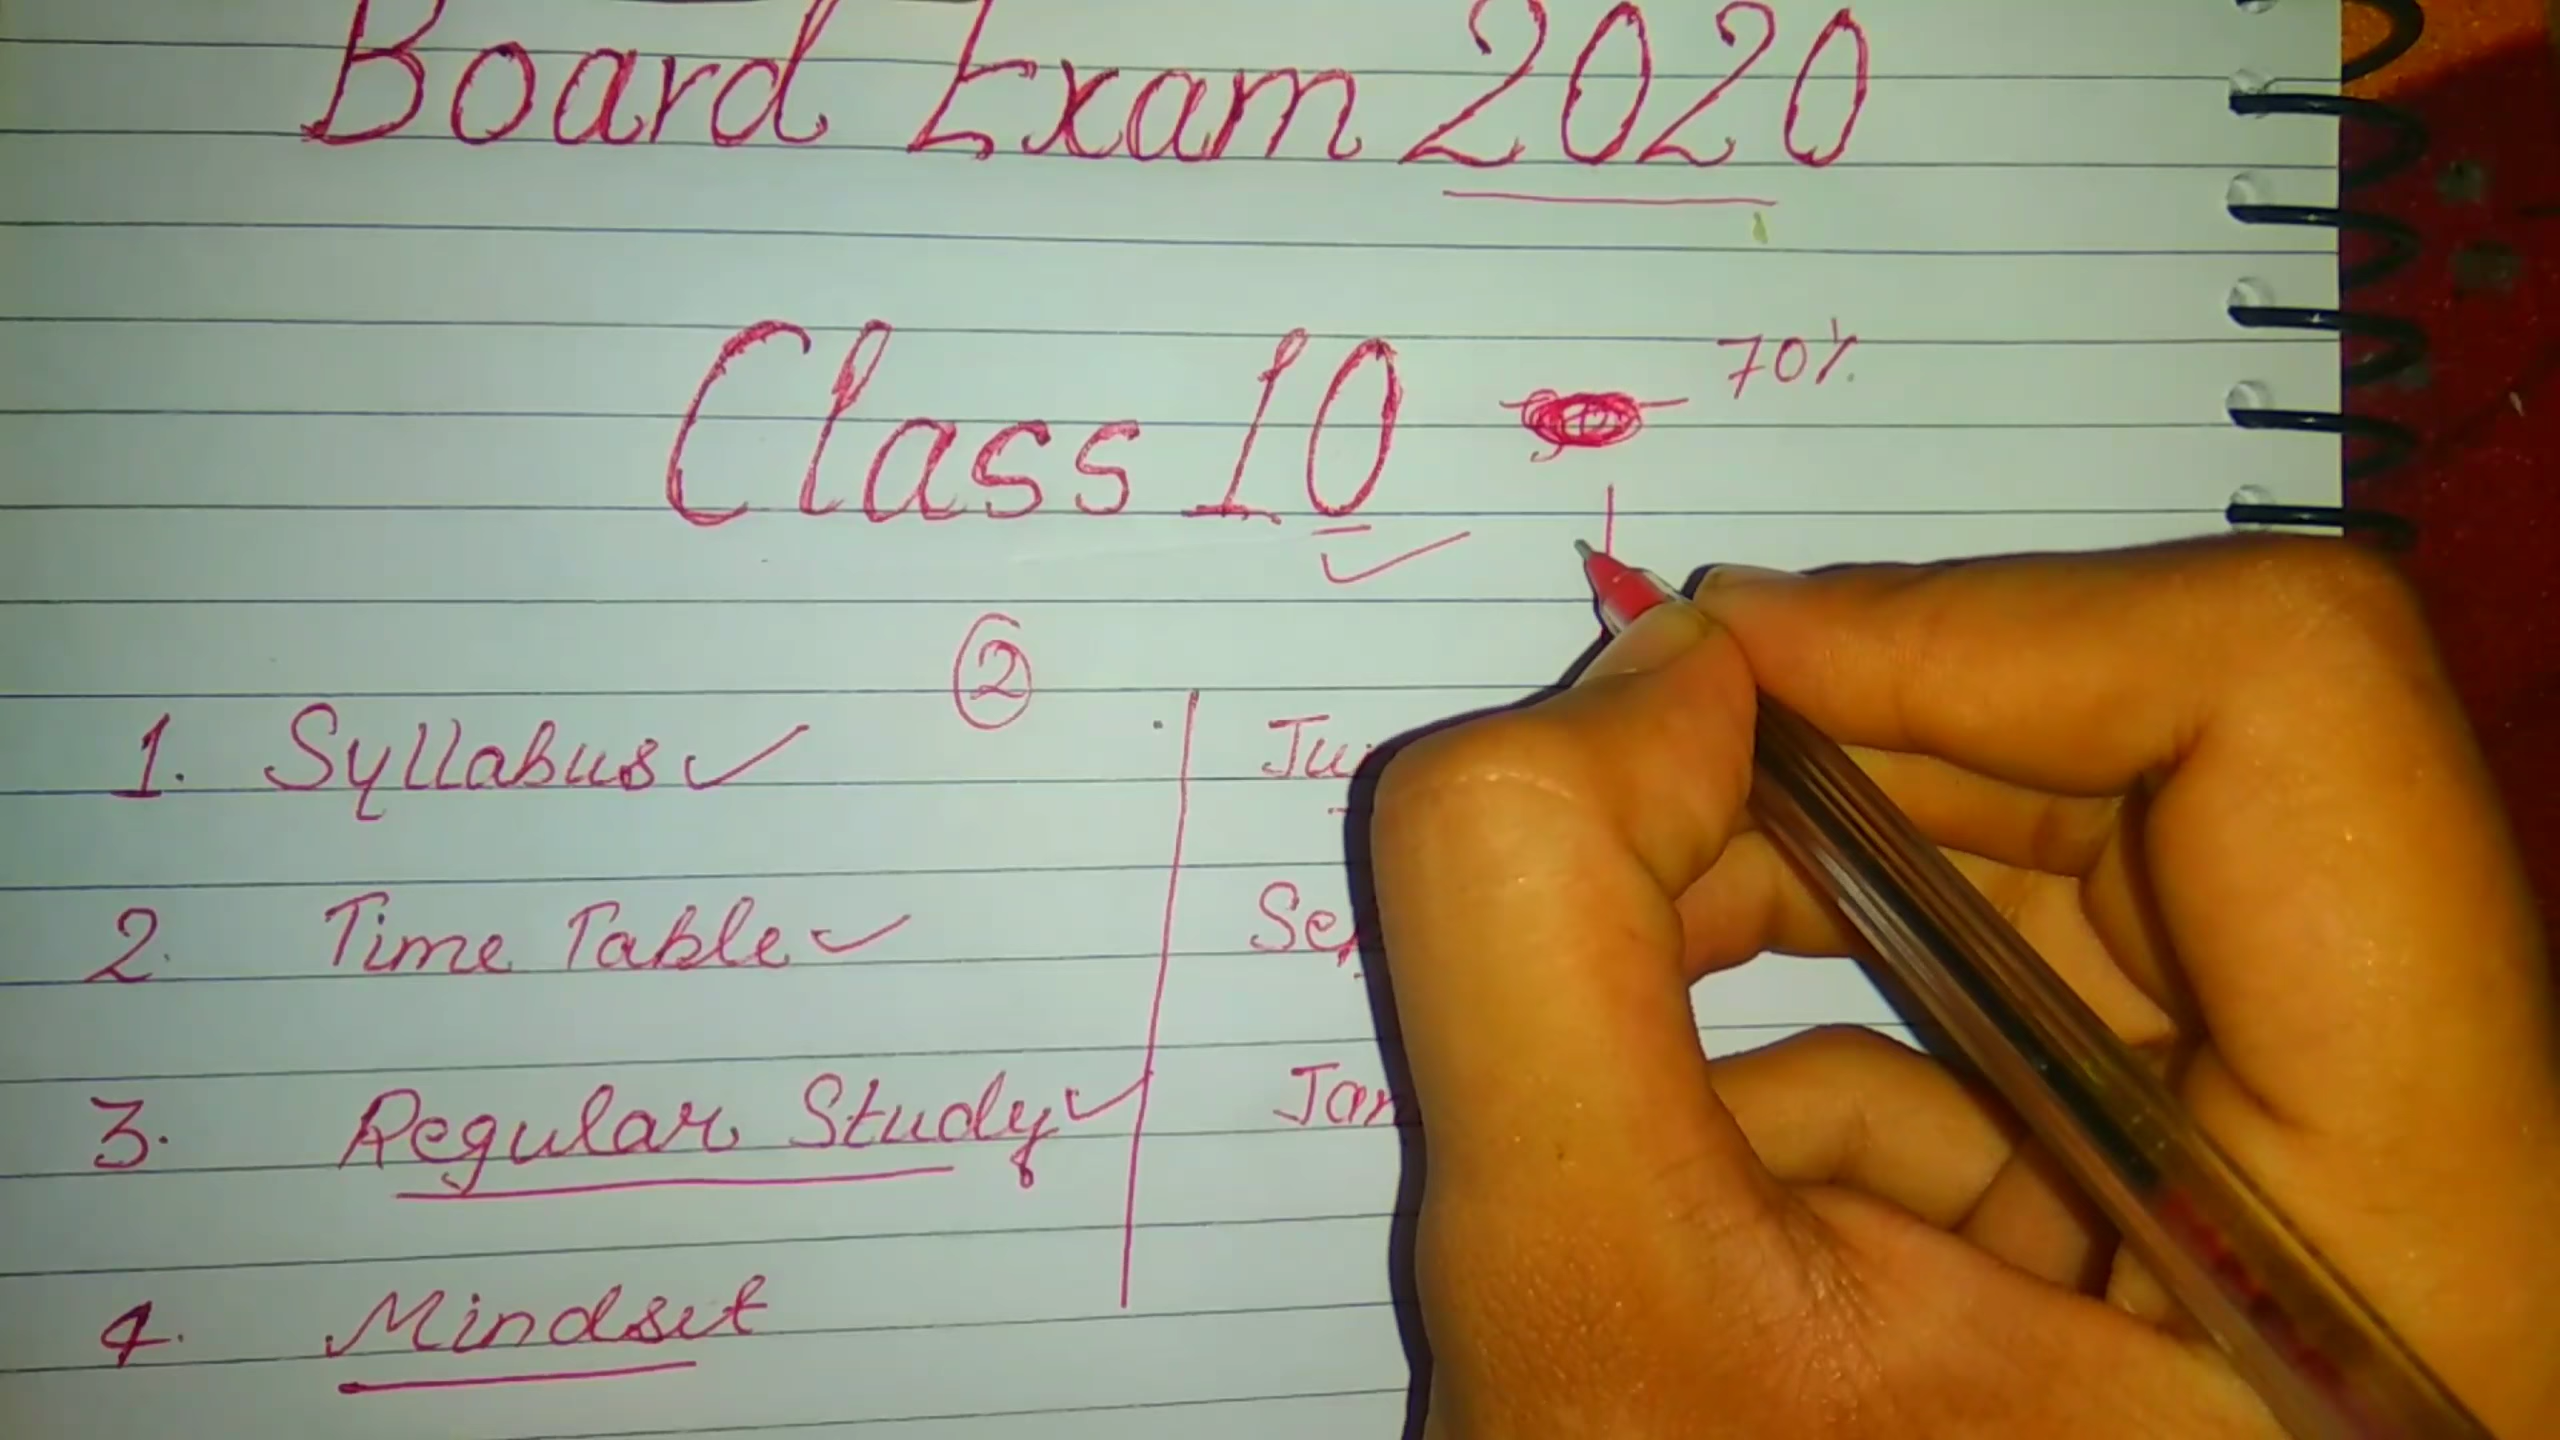 Board Exam 2020
Class 10 70%
2
1. Syllabus
2. Time Table
3. Regular Study
4. Mindset